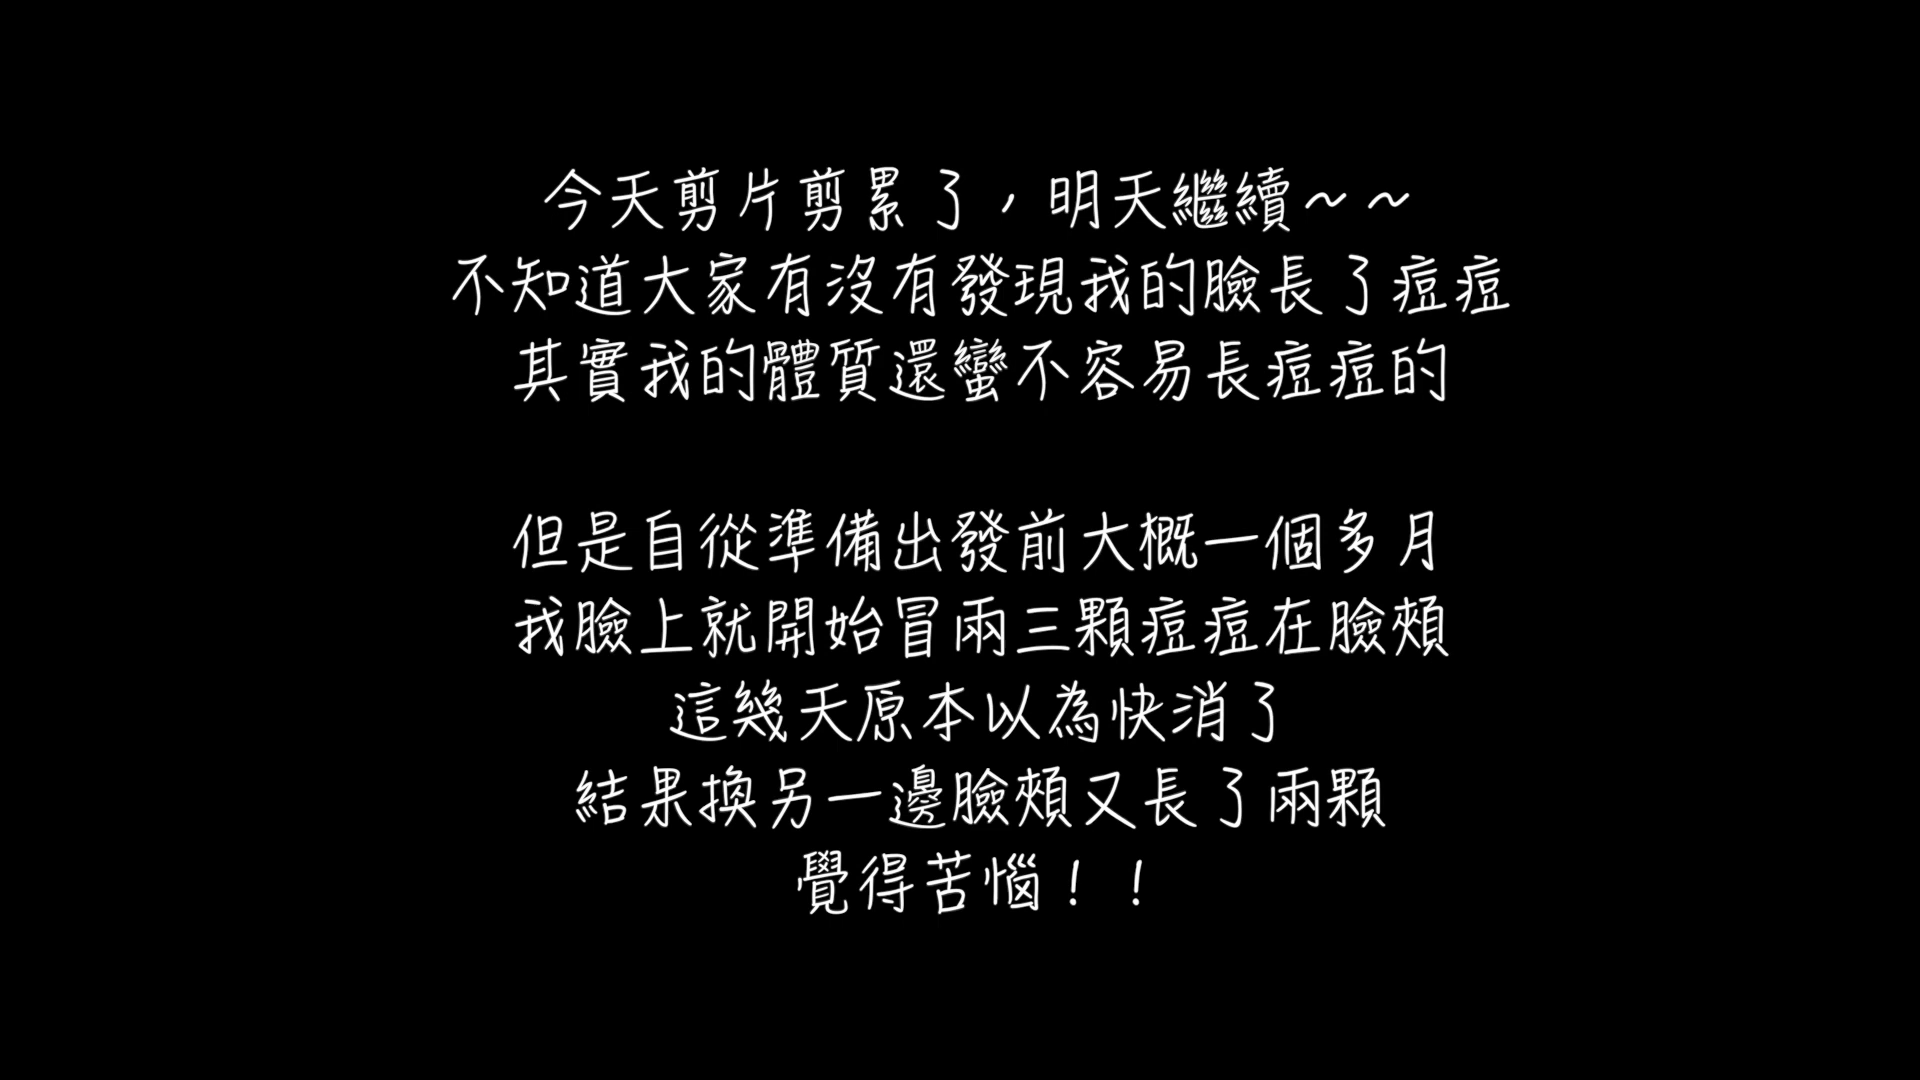 今天剪片剪累了，明天繼續~~
不知道大家有沒有發現我的臉長了痘痘
其實我的體質還蠻不容易長痘痘的
但是自從準備出發前大概一個多月
我臉上就開始冒兩三顆痘痘在臉頰
這幾天原本以為快消了
結果換另一邊臉頰又長了兩顆
覺得苦惱！！